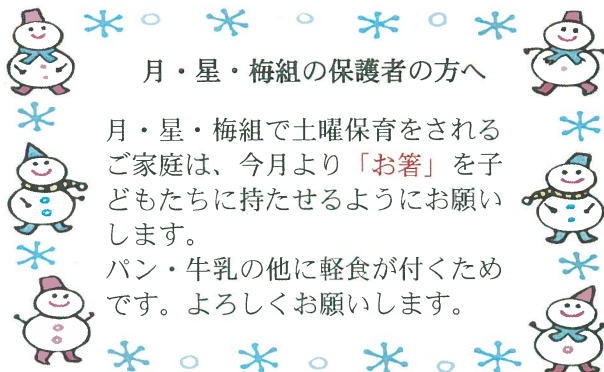 月・星・梅組の保護者の方へ
月・星・梅組で土曜保育をされる
ご家庭は、今月より「お箸」を子
どもたちに持たせるようにお願い
します。
パン・牛乳の他に軽食が付くため
です。よろしくお願いします。